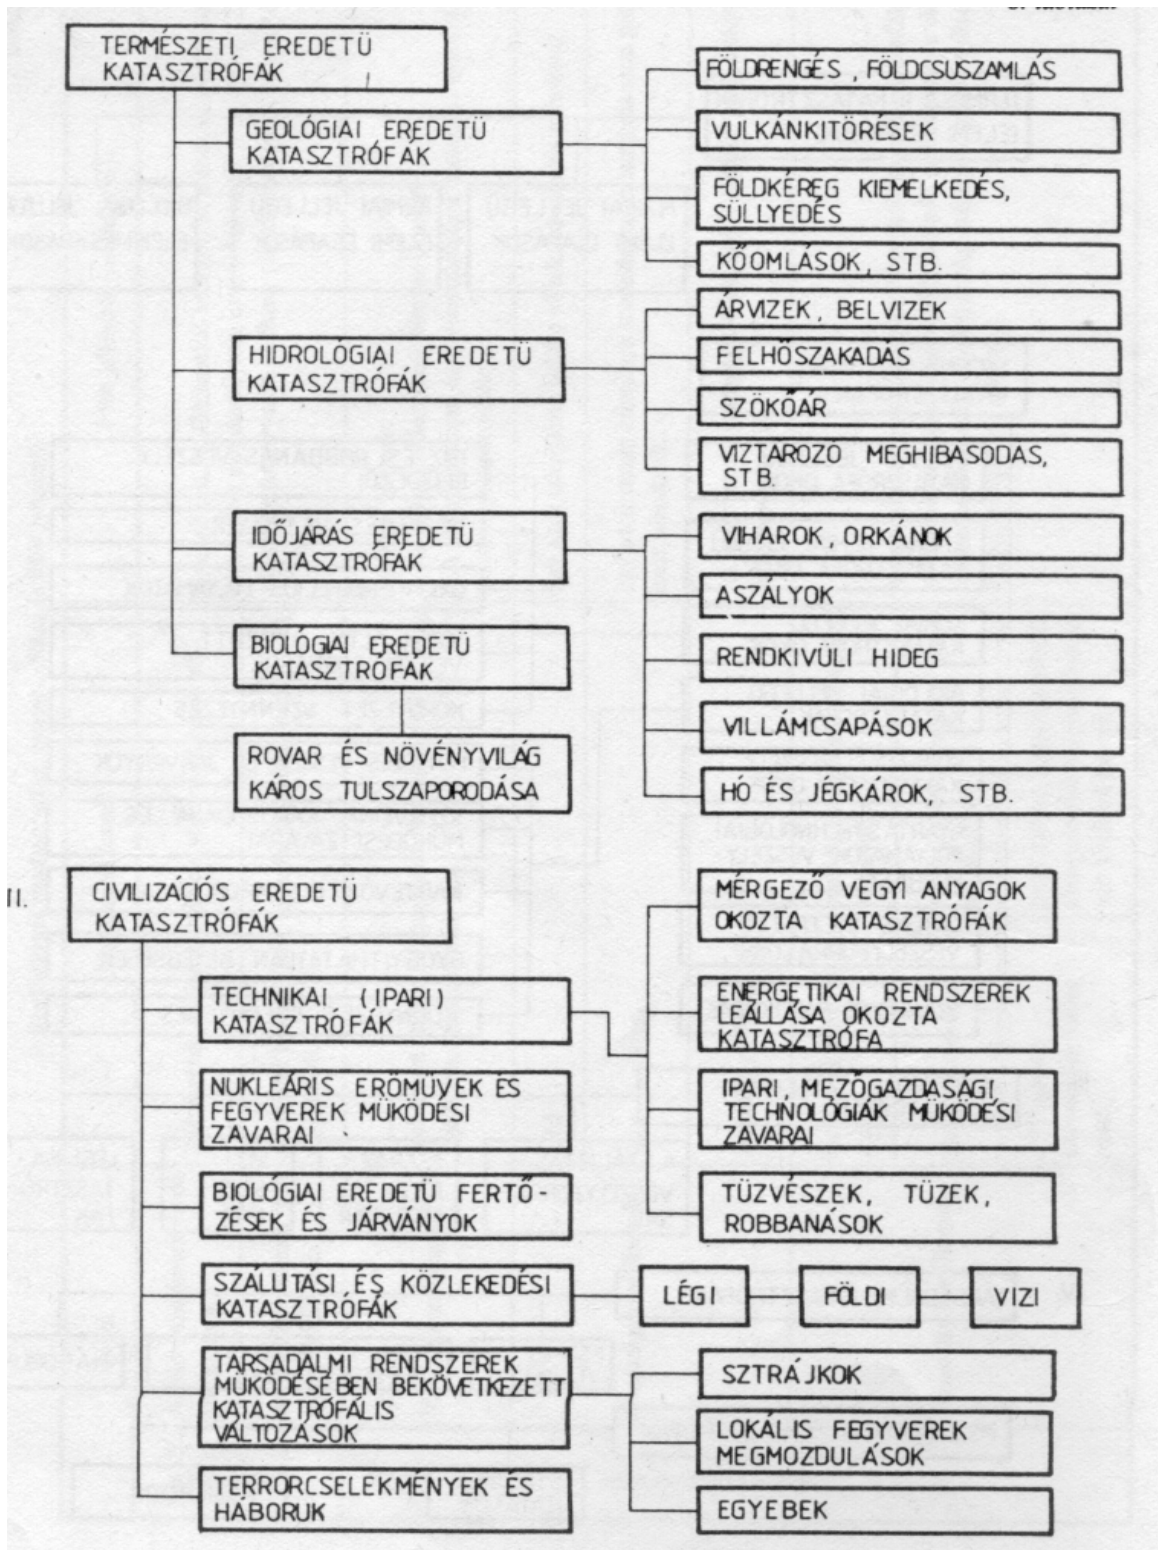 TERMÉSZETI EREDETÜ
KATASZTRÓFÁK
GEOLÓGIAI EREDETÜ
KATASZTRÓFÁK
FÖLDRENGÉS, FÖLDCSUSZAMLÁS
VULKÁNKITÖRÉSEK
FÖLDKÉREG KIEMELKEDÉS,
SÜLLYEDÉS
KŐOMLÁSOK, STB.
HIDROLÓGIAI EREDETÜ
KATASZTRÓFÁK
ÁRVIZEK, BELVIZEK
FELHŐSZAKADÁS
SZÖKŐÁR
VIZTAROZÓ MEGHIBASODAS,
STB.
IDŐJÁRÁS EREDETÜ
KATASZTRÓFÁK
VIHAROK, ORKÁNOK
ASZÁLYOK
RENDKIVÜLI HIDEG
VILLÁMCSAPÁSOK
HÓ ÉS JÉGKÁROK, STB.
BIOLÓGIAI EREDETÜ
KATASZTRÓFÁK
ROVAR ÉS NÖVÉNYVILÁG
KÁROS TULSZAPORODÁSA
II.
CIVILIZÁCIÓS EREDETÜ
KATASZTRÓFÁK
TECHNIKAI (IPARI)
KATASZTRÓFÁK
MÉRGEZŐ VEGYI ANYAGOK
OKOZTA KATASZTRÓFÁK
ENERGETIKAI RENDSZEREK
LEÁLLÁSA OKOZTA
KATASZTRÓFA
IPARI, MEZŐGAZDASÁGI
TECHNOLÓGIÁK MÜKÖDÉSI
ZAVARAI
TÜZVÉSZEK, TÜZEK,
ROBBANÁSOK
NUKLEÁRIS ERÖMÜVEK ÉS
FEGYVEREK MÜKÖDÉSI
ZAVARAI
BIOLÓGIAI EREDETÜ FERTŐ-
ZÉSEK ÉS JÁRVÁNYOK
SZÁLLITÁSI ÉS KÖZLEKEDÉSI
KATASZTRÓFÁK
LÉGI
FÖLDI
VIZI
TARSADALMI RENDSZEREK
MÜKÖDÉSÉBEN BEKÖVETKEZETT
KATASZTRÓFÁLIS
VÁLTOZÁSOK
SZTRÁJKOK
LOKÁLIS FEGYVEREK
MEGMOZDULÁSOK
EGYEBEK
TERRORCSELEKMÉNYEK ÉS
HÁBORUK